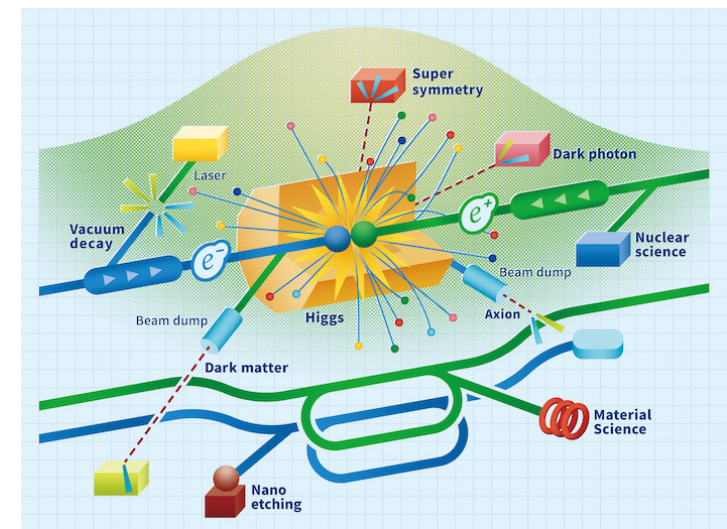 Super
symmetry
Laser
Dark photon
Vacuum
decay
e⁺
e⁻
Nuclear
science
Beam dump
Axion
Higgs
Beam dump
Dark matter
Material
Science
Nano
etching